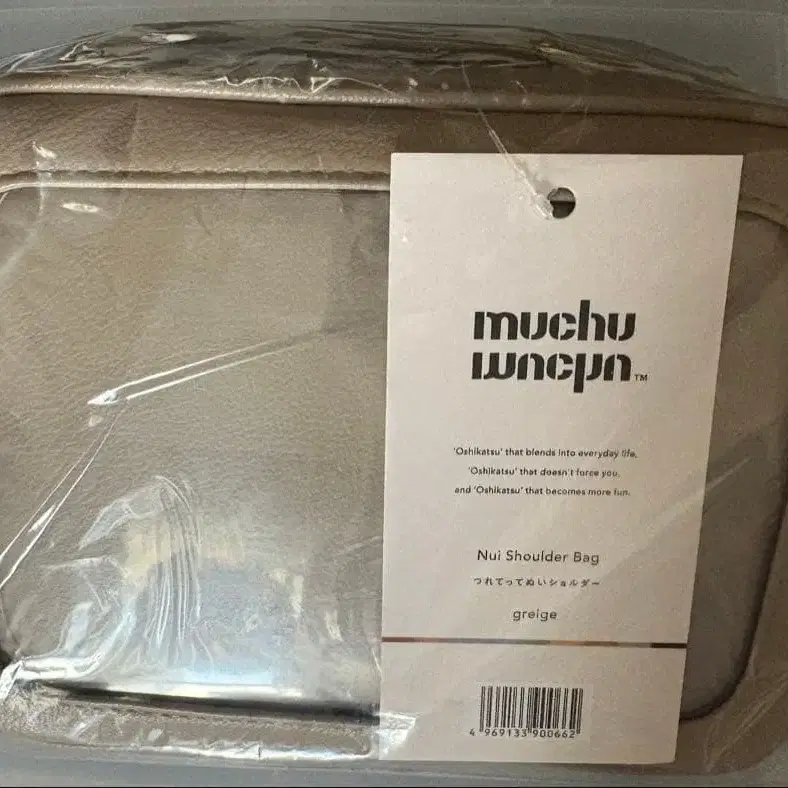 muchu
muchu™
'Oshikatsu' that blends into everyday life,
'Oshikatsu' that doesn't force you,
and 'Oshikatsu' that becomes more fun.
Nui Shoulder Bag
つれてってぬいショルダー
greige
4 969133 900662